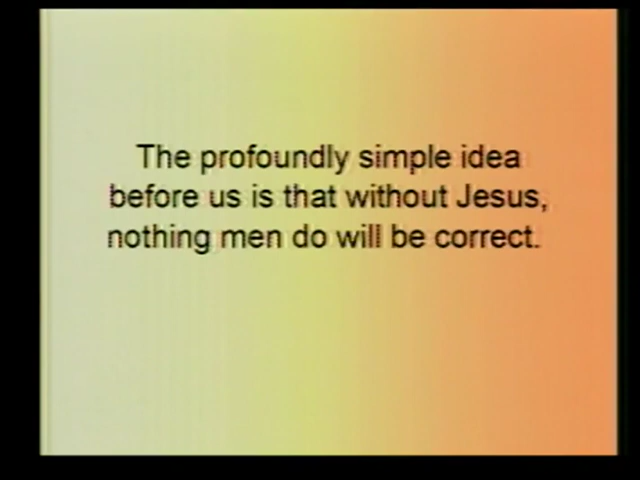 The profoundly simple idea
before us is that without Jesus,
nothing men do will be correct.